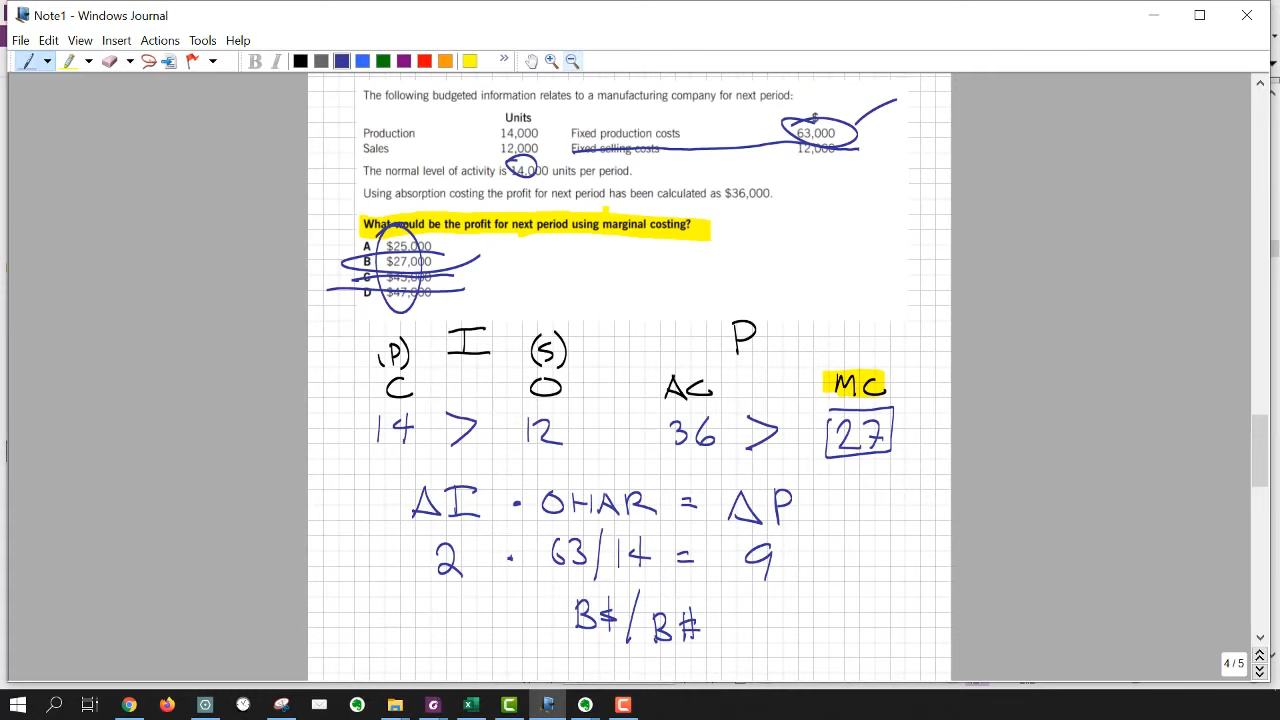 Note1 - Windows Journal
File Edit View Insert Actions Tools Help
B I
The following budgeted information relates to a manufacturing company for next period:
Units $
Production 14,000 Fixed production costs 63,000
Sales 12,000 Fixed selling costs 12,000
The normal level of activity is 14,000 units per period.
Using absorption costing the profit for next period has been calculated as $36,000.
What would be the profit for next period using marginal costing?
A $25,000
B $27,000
C $45,000
D $47,000
(P) I (S) P
C O AC MC
14 > 12 36 > 27
ΔI · OHAR = ΔP
2 · 63/14 = 9
B$/B#
4/5